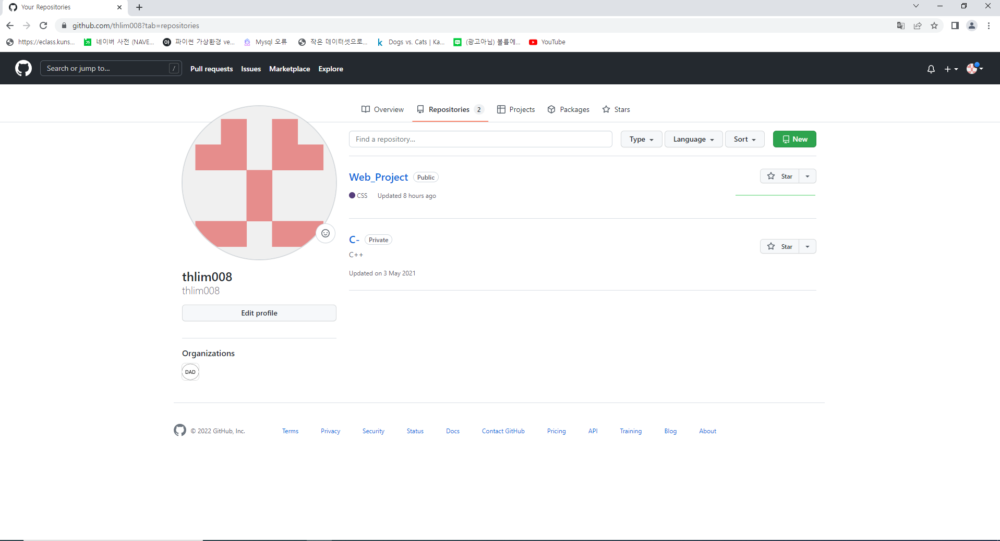 Your Repositories
github.com/thlim008?tab=repositories
https://eclass.kuns... 네이버 사전 (NAVE... 파이썬 가상환경 ve... Mysql 오류 작은 데이터셋으로... Dogs vs. Cats | Ka... (광고아님) 볼륨에... YouTube
Search or jump to... / Pull requests Issues Marketplace Explore
Overview Repositories 2 Projects Packages Stars
Find a repository... Type Language Sort New
Web_Project Public Star
CSS Updated 8 hours ago
C- Private Star
C++
Updated on 3 May 2021
thlim008
thlim008
Edit profile
Organizations
DAD
© 2022 GitHub, Inc. Terms Privacy Security Status Docs Contact GitHub Pricing API Training Blog About